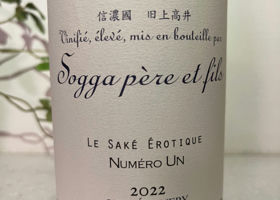 信濃國 旧上高井
Vinifié, élevé, mis en bouteille par
Sogga père et fils
LE SAKÉ ÉROTIQUE
NUMÉRO UN
2022